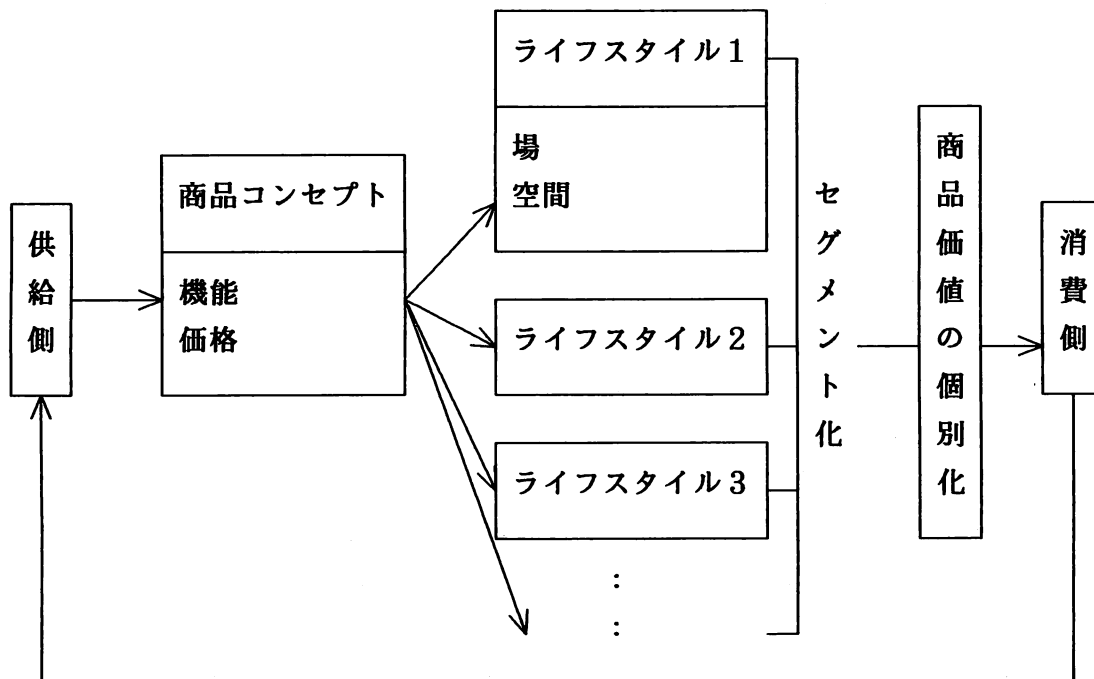 供給側
商品コンセプト
機能
価格
ライフスタイル1
場
空間
ライフスタイル2
ライフスタイル3
:
:
セグメント化
商品価値の個別化
消費側